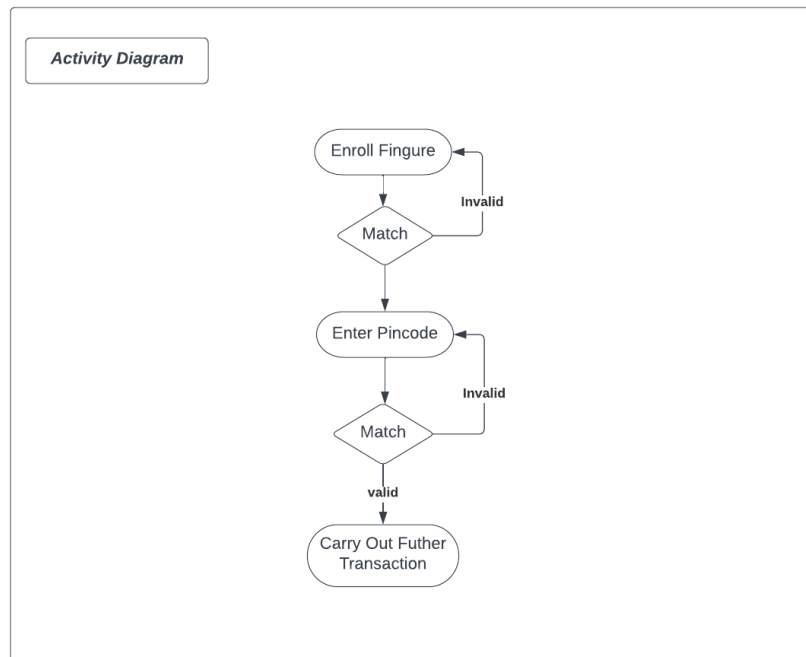 Activity Diagram
Enroll Fingure
Invalid
Match
Enter Pincode
Invalid
Match
valid
Carry Out Futher
Transaction